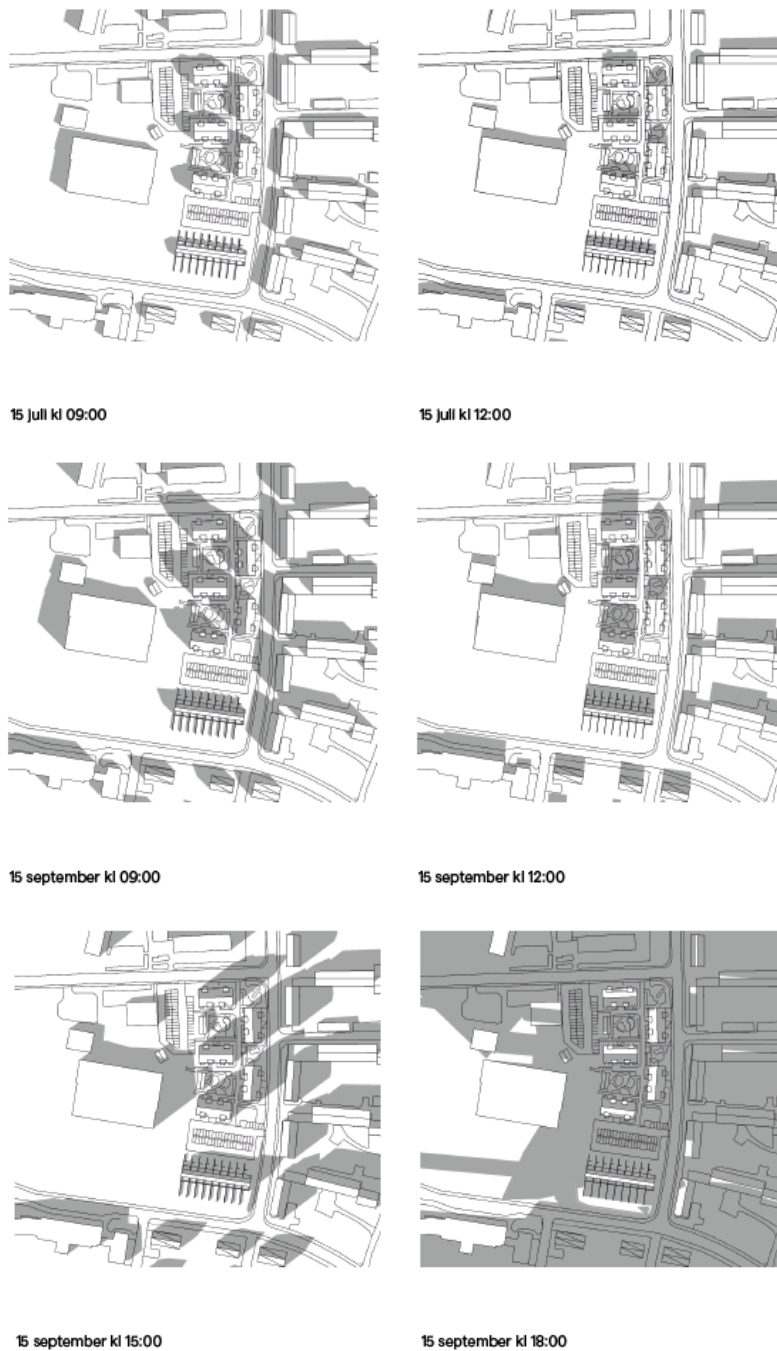 15 juli kl 09:00
15 juli kl 12:00
15 september kl 09:00
15 september kl 12:00
15 september kl 15:00
15 september kl 18:00